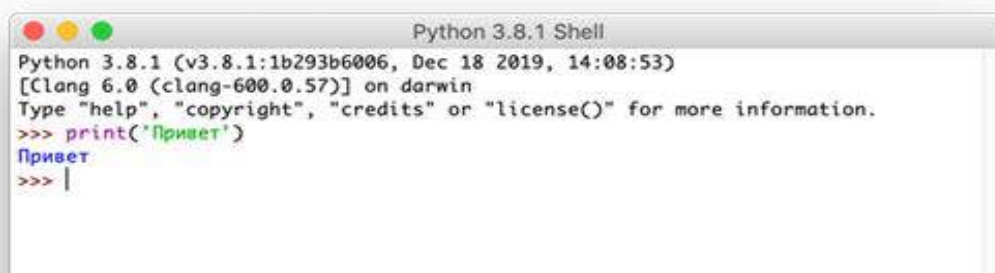 Python 3.8.1 Shell
Python 3.8.1 (v3.8.1:1b293b6006, Dec 18 2019, 14:08:53)
[Clang 6.0 (clang-600.0.57)] on darwin
Type "help", "copyright", "credits" or "license()" for more information.
>>> print('Привет')
Привет
>>>